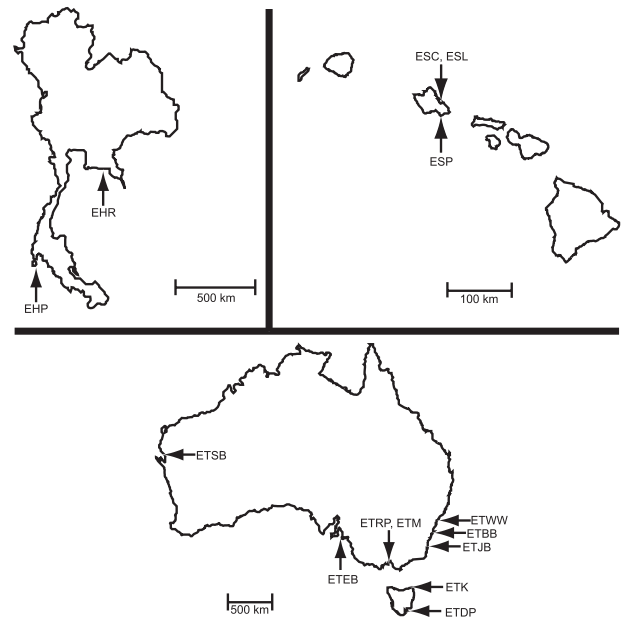 ESC, ESL
ESP
EHR
500 km
100 km
EHP
ETSB
ETRP, ETM
ETWW
ETBB
ETJB
ETEB
ETK
500 km
ETDP